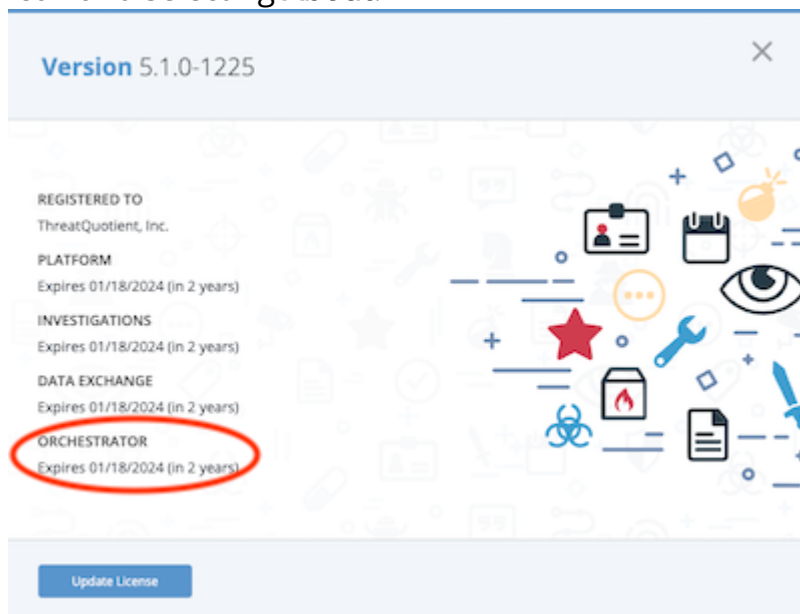 Version 5.1.0-1225
REGISTERED TO
ThreatQuotient, Inc.
PLATFORM
Expires 01/18/2024 (in 2 years)
INVESTIGATIONS
Expires 01/18/2024 (in 2 years)
DATA EXCHANGE
Expires 01/18/2024 (in 2 years)
ORCHESTRATOR
Expires 01/18/2024 (in 2 years)
Update License